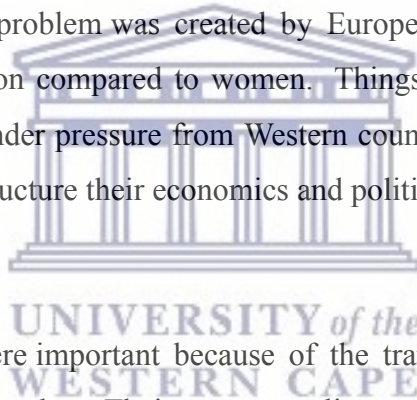 problem was created by Europe
on compared to women. Things
nder pressure from Western coun
ucture their economics and politi
UNIVERSITY of the
ere important because of the tra
WESTERN CAPE